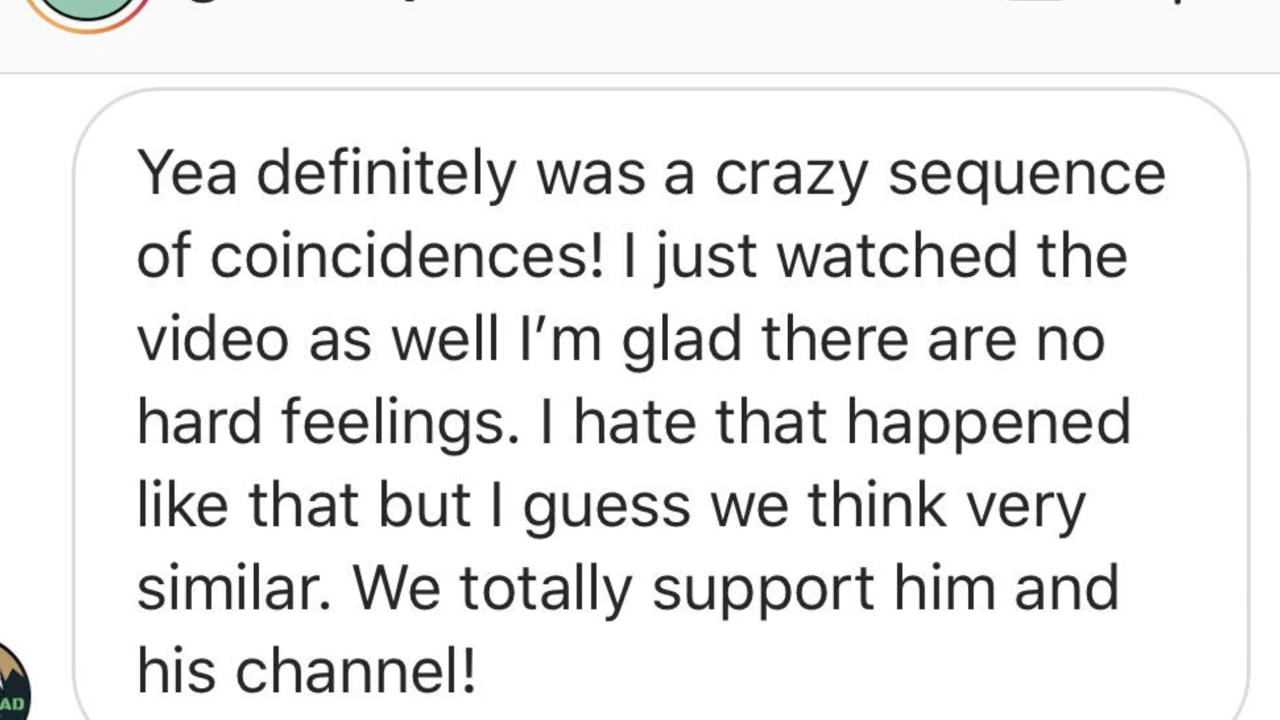 Yea definitely was a crazy sequence
of coincidences! I just watched the
video as well I’m glad there are no
hard feelings. I hate that happened
like that but I guess we think very
similar. We totally support him and
his channel!
AD